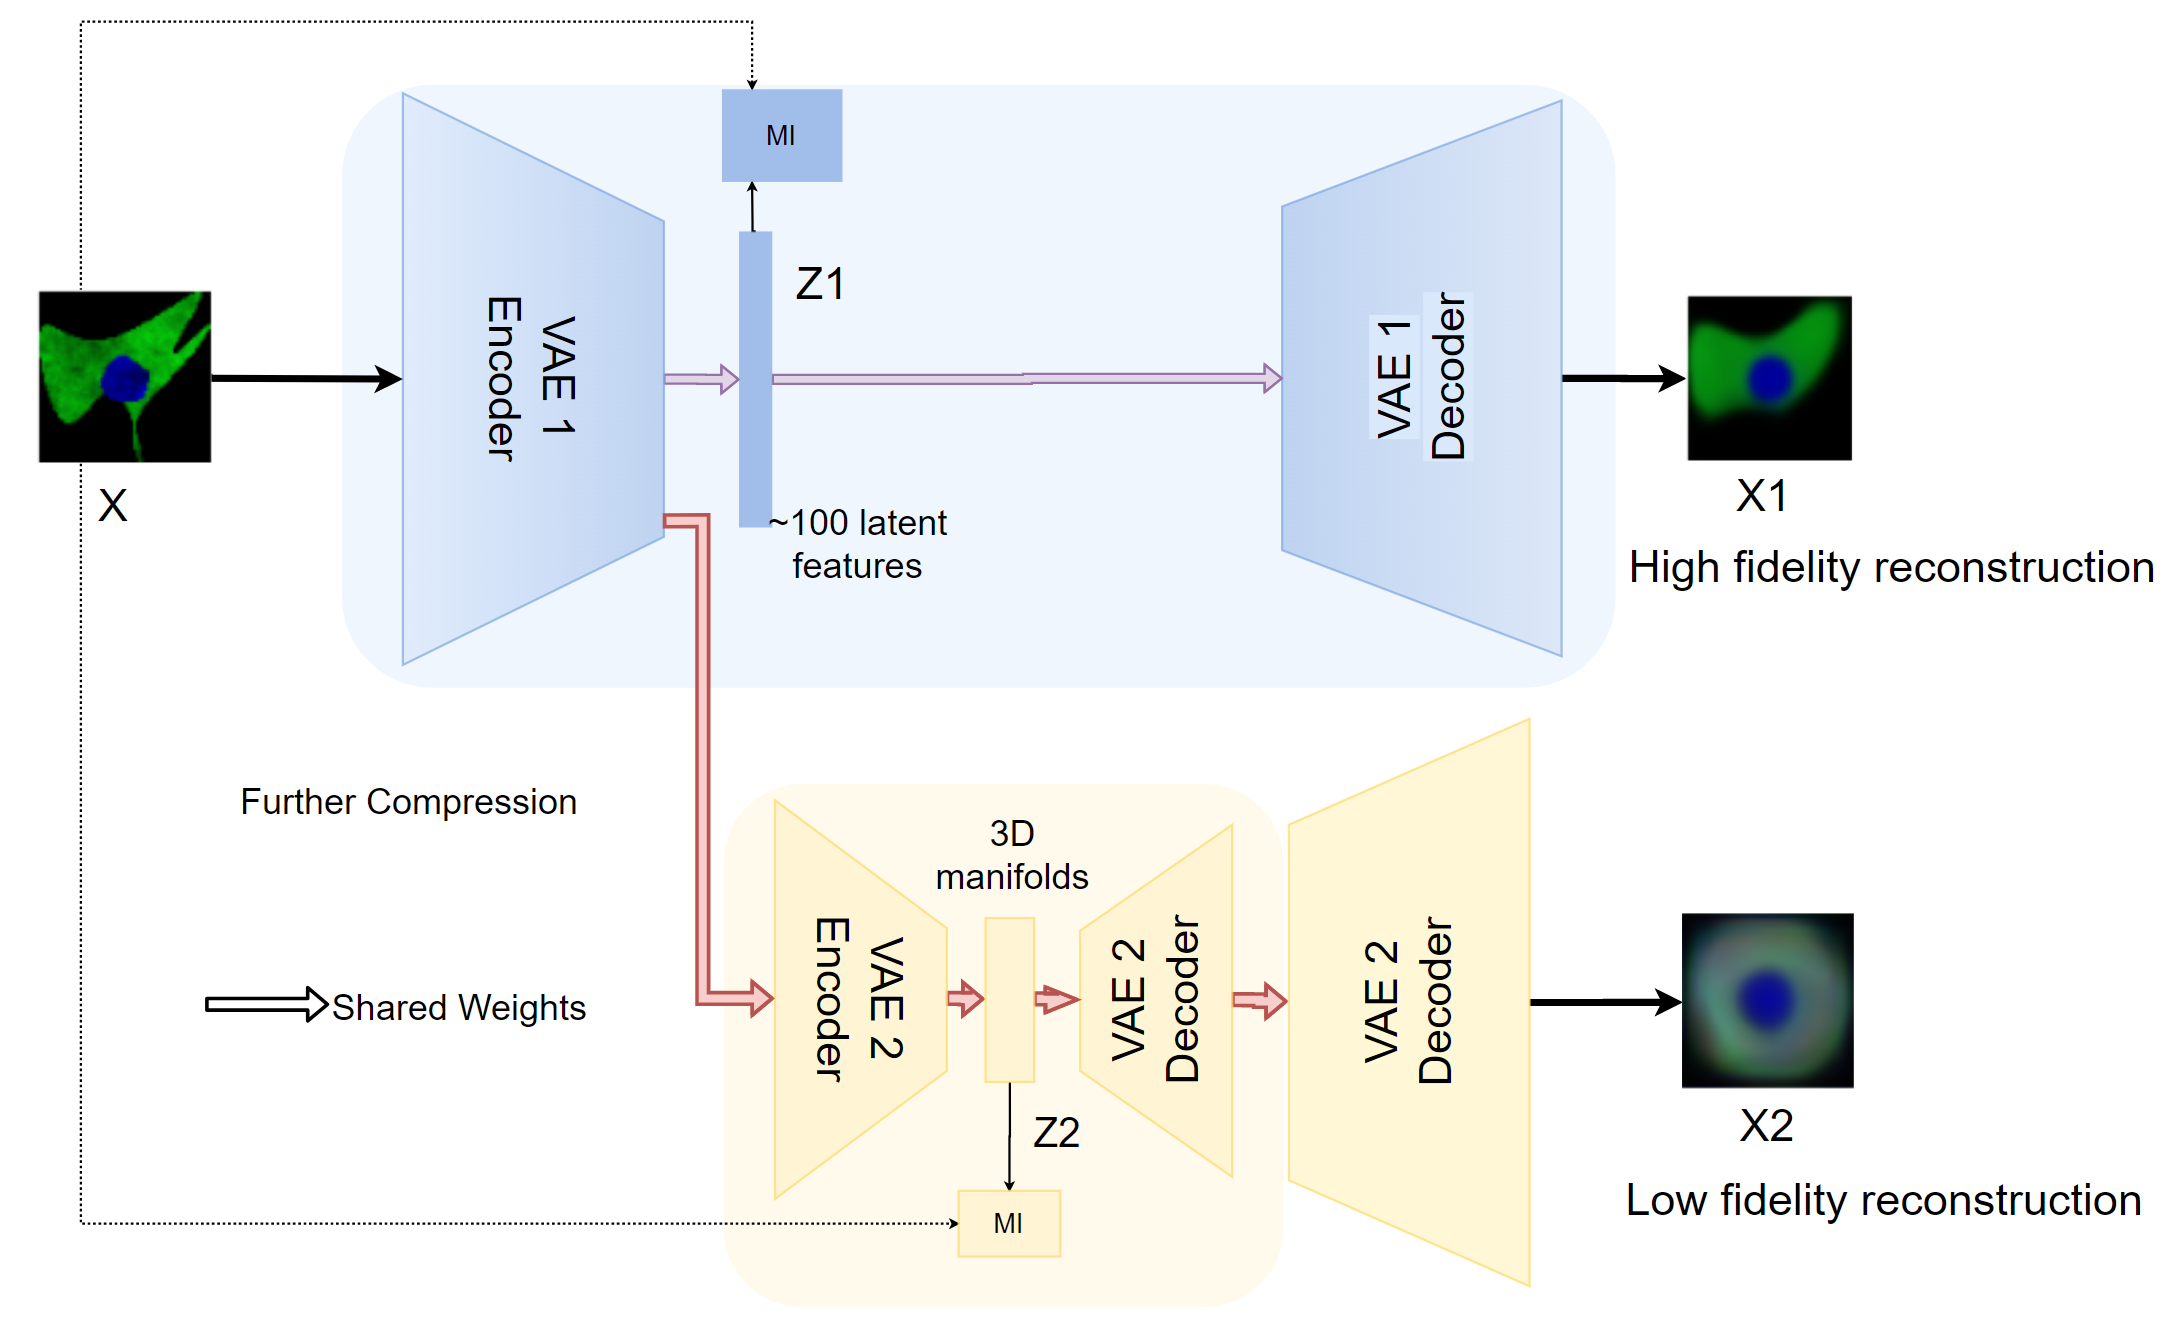 MI
Z1
VAE 1
Encoder
VAE 1
Decoder
X
X1
~100 latent
features
High fidelity reconstruction
Further Compression
3D
manifolds
VAE 2
Encoder
VAE 2
Decoder
VAE 2
Decoder
Shared Weights
Z2
X2
MI
Low fidelity reconstruction